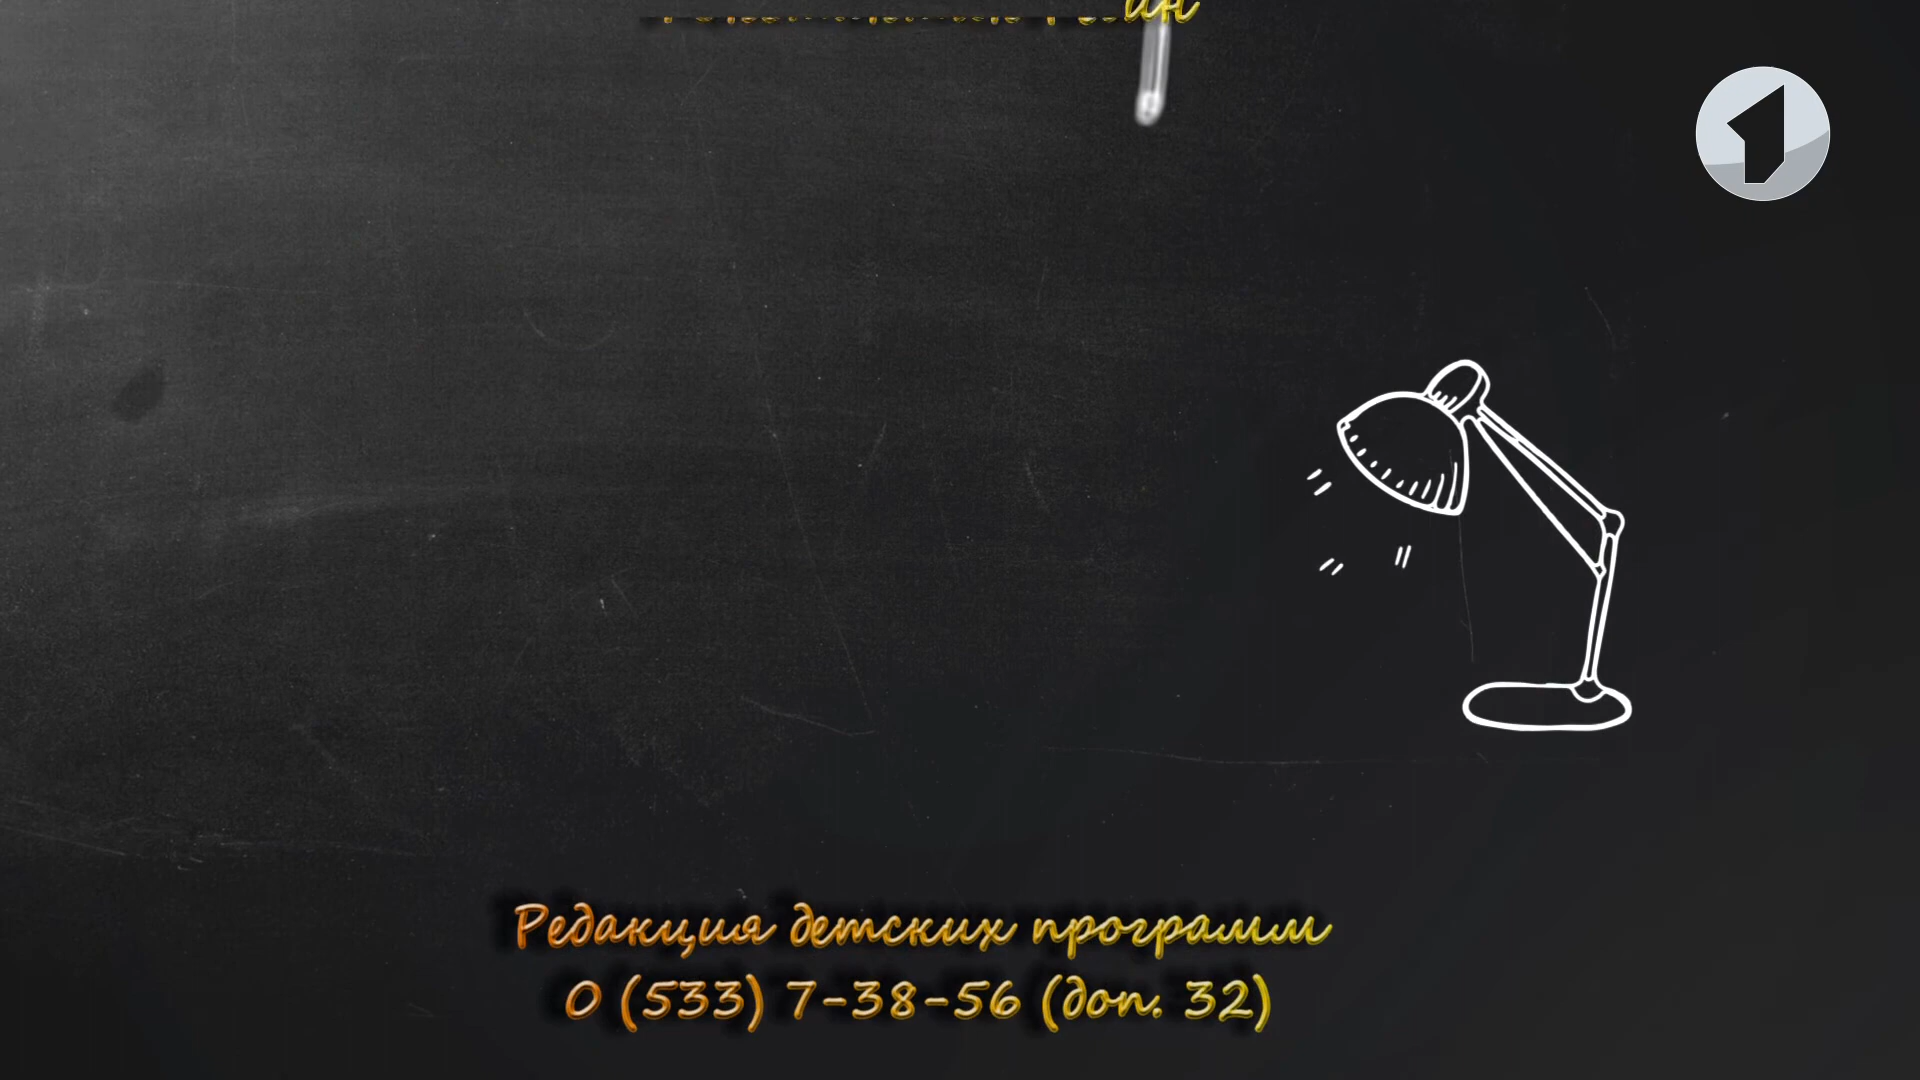 Редакция детских программ
0 (533) 7-38-56 (доп. 32)